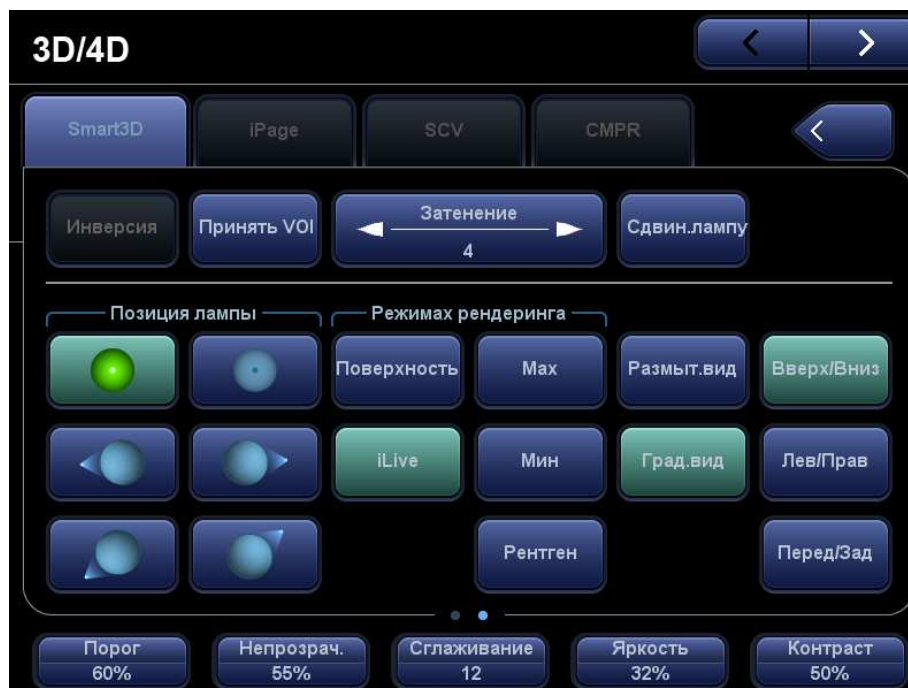 3D/4D
Smart3D iPage SCV CMPR
Инверсия Принять VOI Затенение Сдвин.лампу
4
Позиция лампы Режимах рендеринга
Поверхность Max Размыт.вид Вверх/Вниз
iLive Мин Град.вид Лев/Прав
Рентген Перед/Зад
Порог Непрозрач. Сглаживание Яркость Контраст
60% 55% 12 32% 50%